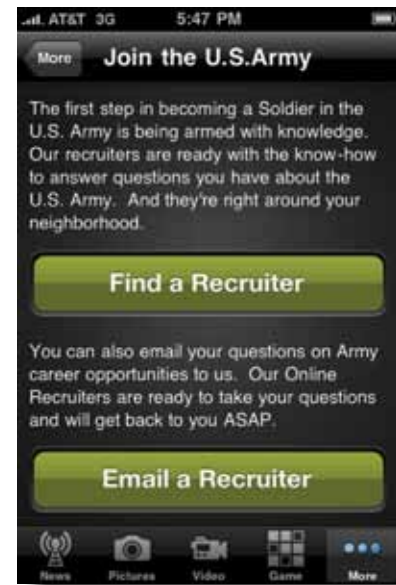 AT&T 3G 5:47 PM
More Join the U.S.Army
The first step in becoming a Soldier in the
U.S. Army is being armed with knowledge.
Our recruiters are ready with the know-how
to answer questions you have about the
U.S. Army. And they're right around your
neighborhood.
Find a Recruiter
You can also email your questions on Army
career opportunities to us. Our Online
Recruiters are ready to take your questions
and will get back to you ASAP.
Email a Recruiter
News Pictures Video Game More